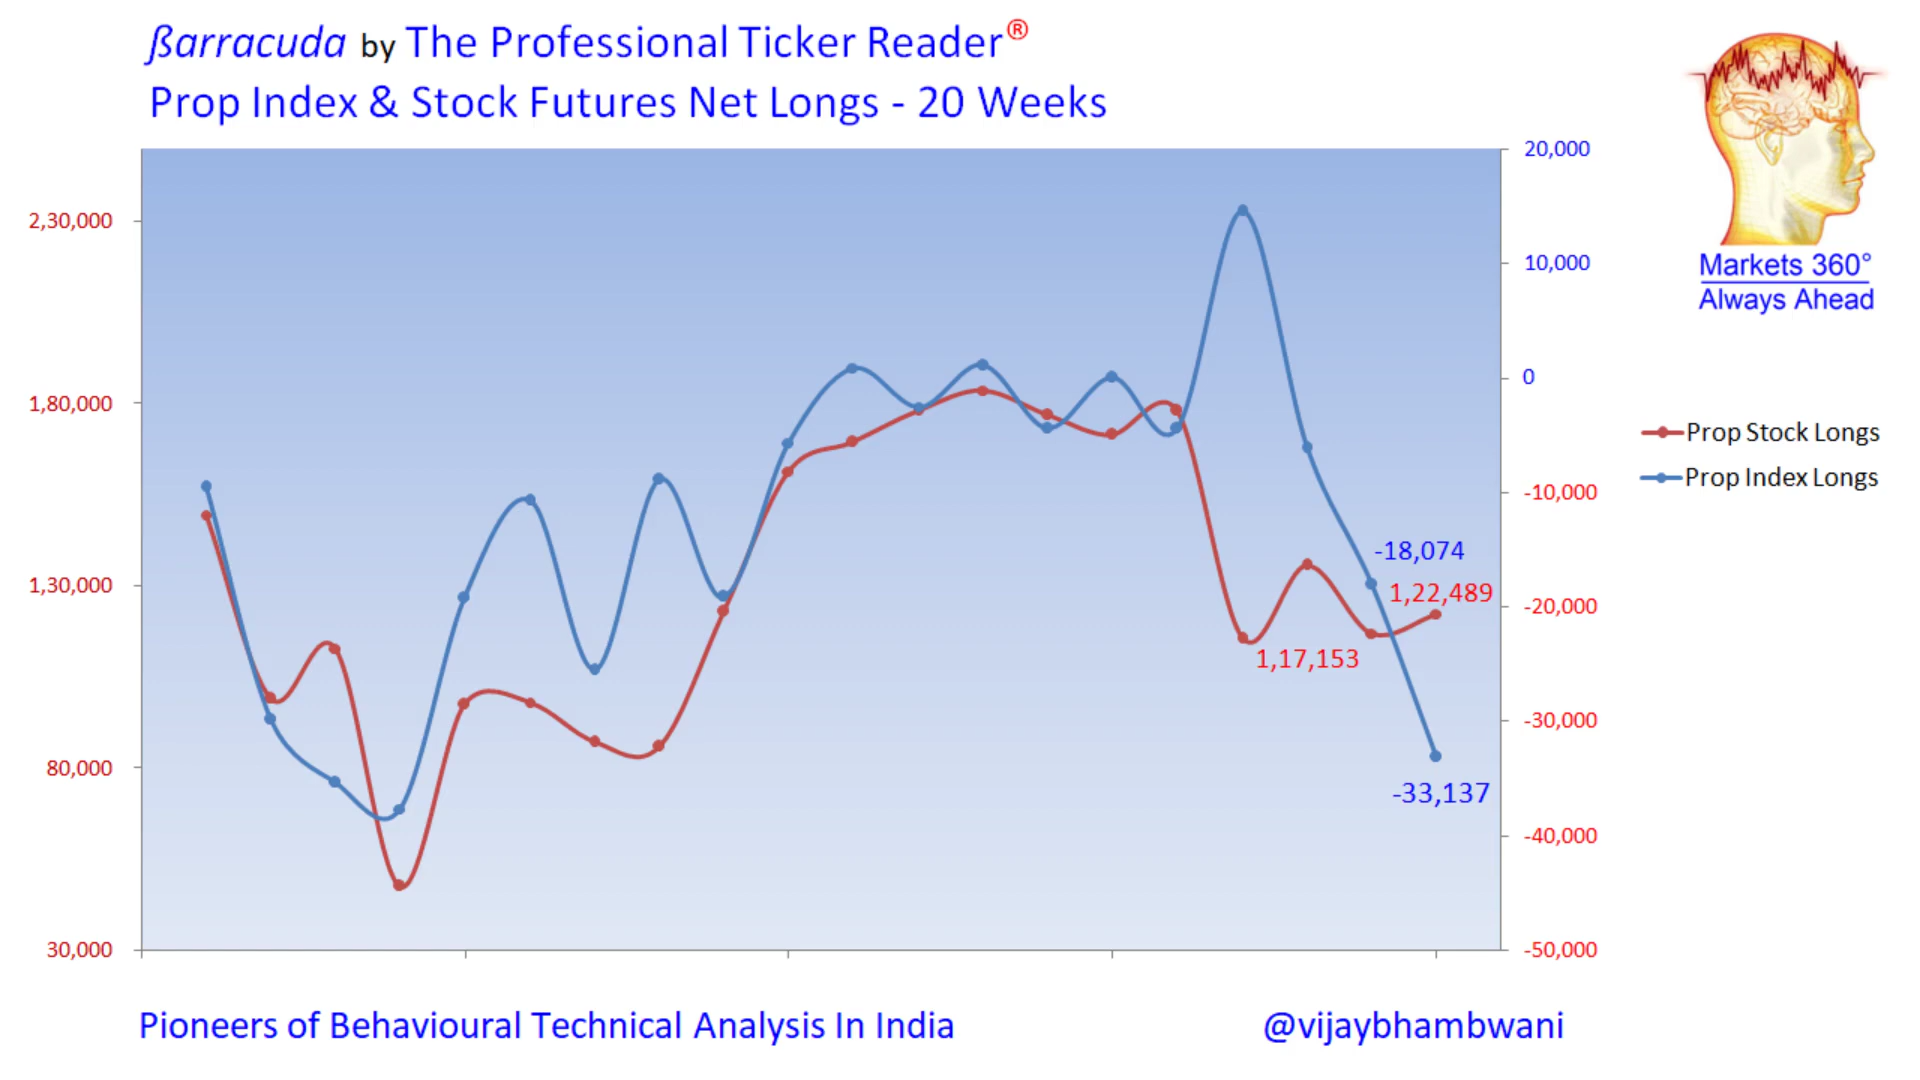 ßarracuda by The Professional Ticker Reader®
Prop Index & Stock Futures Net Longs - 20 Weeks
Markets 360°
Always Ahead
2,30,000
1,80,000
1,30,000
80,000
30,000
20,000
10,000
0
-10,000
-20,000
-30,000
-40,000
-50,000
-18,074
1,22,489
1,17,153
-33,137
Prop Stock Longs
Prop Index Longs
Pioneers of Behavioural Technical Analysis In India
@vijaybhambwani